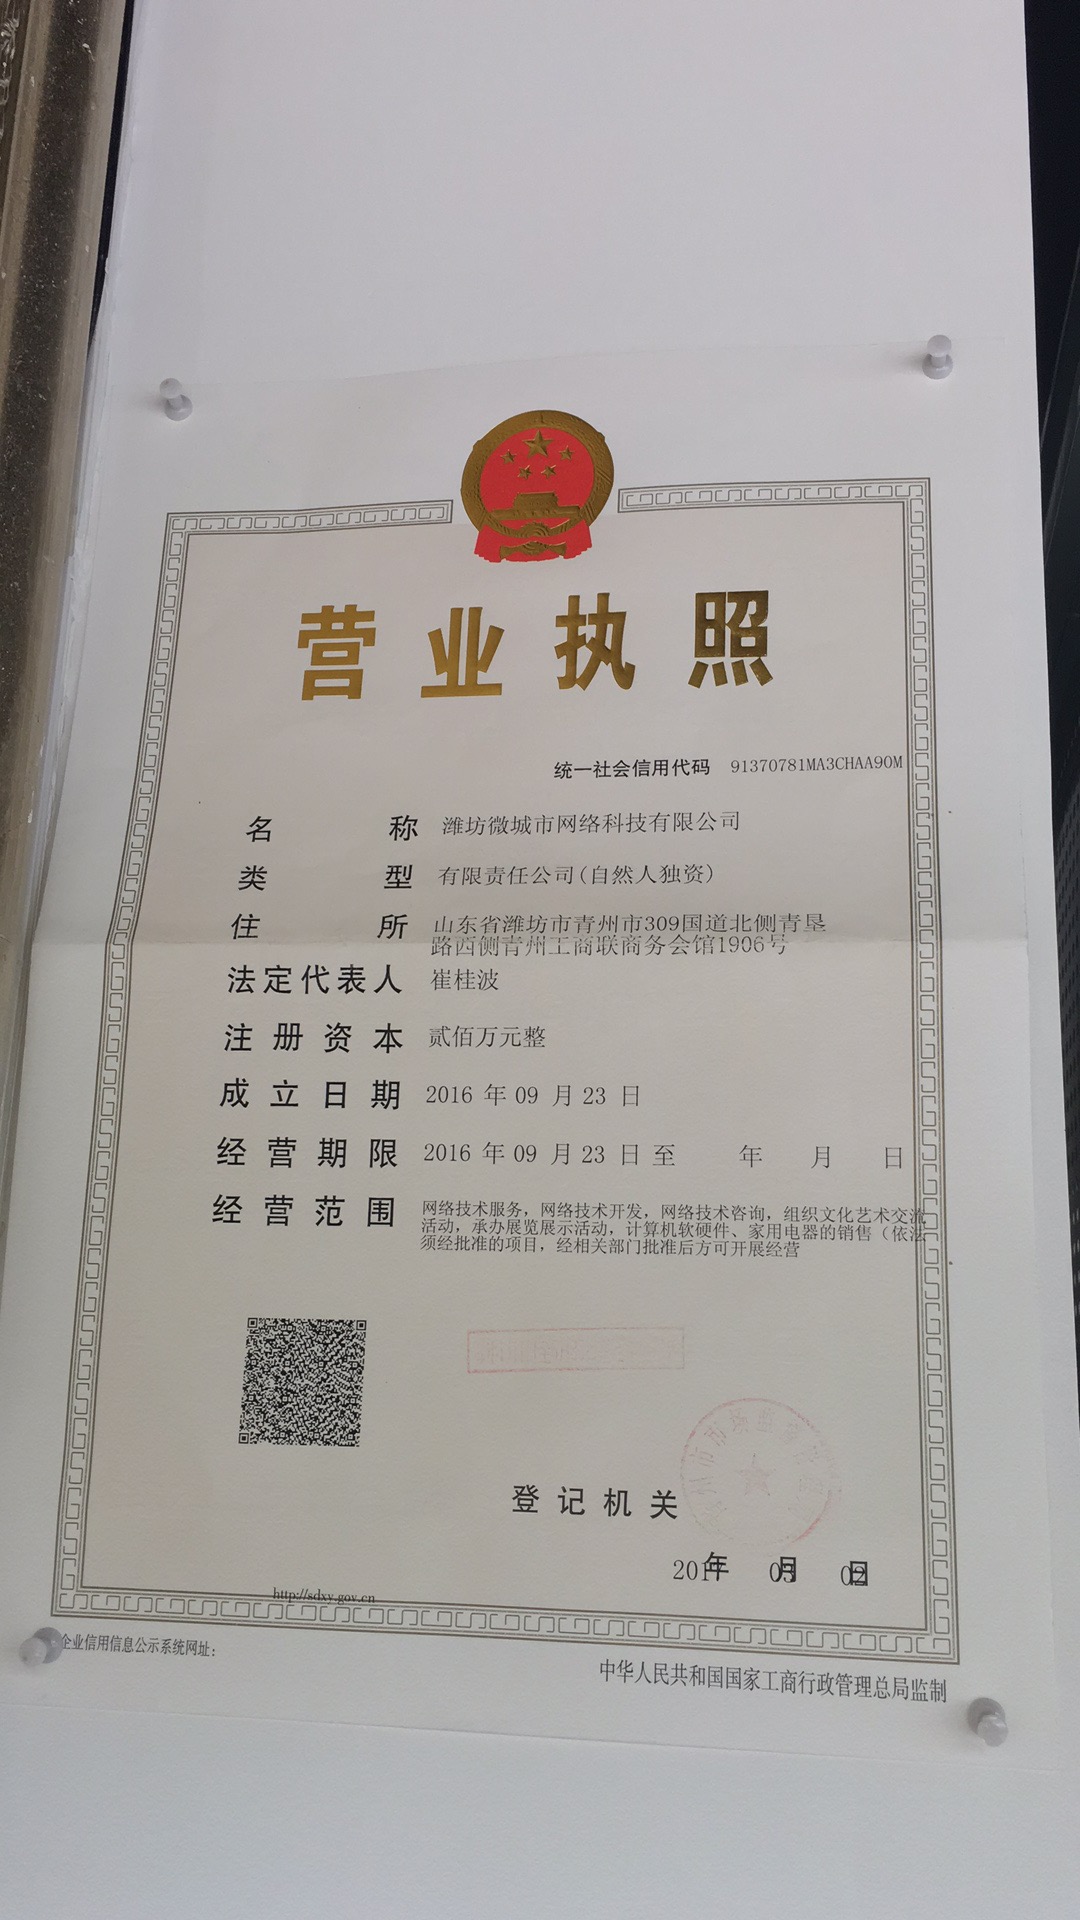 营业执照
统一社会信用代码 91370781MA3CHAA90M
名称 潍坊微城市网络科技有限公司
类型 有限责任公司(自然人独资)
住所 山东省潍坊市青州市309国道北侧青垦
路西侧青州工商联商务会馆1906号
法定代表人 崔桂波
注册资本 贰佰万元整
成立日期 2016 年 09 月 23 日
经营期限 2016 年 09 月 23 日 至 年 月 日
经营范围 网络技术服务，网络技术开发，网络技术咨询，组织文化艺术交流
活动，承办展览展示活动，计算机软硬件、家用电器的销售（依法
须经批准的项目，经相关部门批准后方可开展经营
登记机关
2017年 03月 02日
http://sdxy.gov.cn
企业信用信息公示系统网址：
中华人民共和国国家工商行政管理总局监制